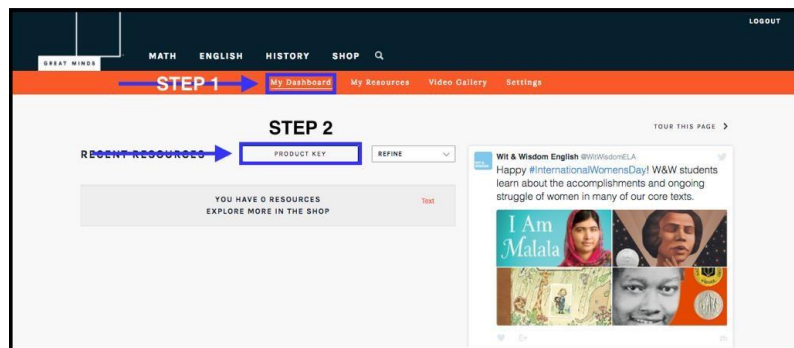 LOGOUT
GREAT MINDS
MATH ENGLISH HISTORY SHOP
STEP 1
My Dashboard My Resources Video Gallery Settings
STEP 2
TOUR THIS PAGE
RECENT RESOURCES
PRODUCT KEY
REFINE
YOU HAVE 0 RESOURCES
EXPLORE MORE IN THE SHOP
Text
Wit & Wisdom English @WitWisdomELA
Happy #InternationalWomensDay! W&W students
learn about the accomplishments and ongoing
struggle of women in many of our core texts.
I Am
Malala